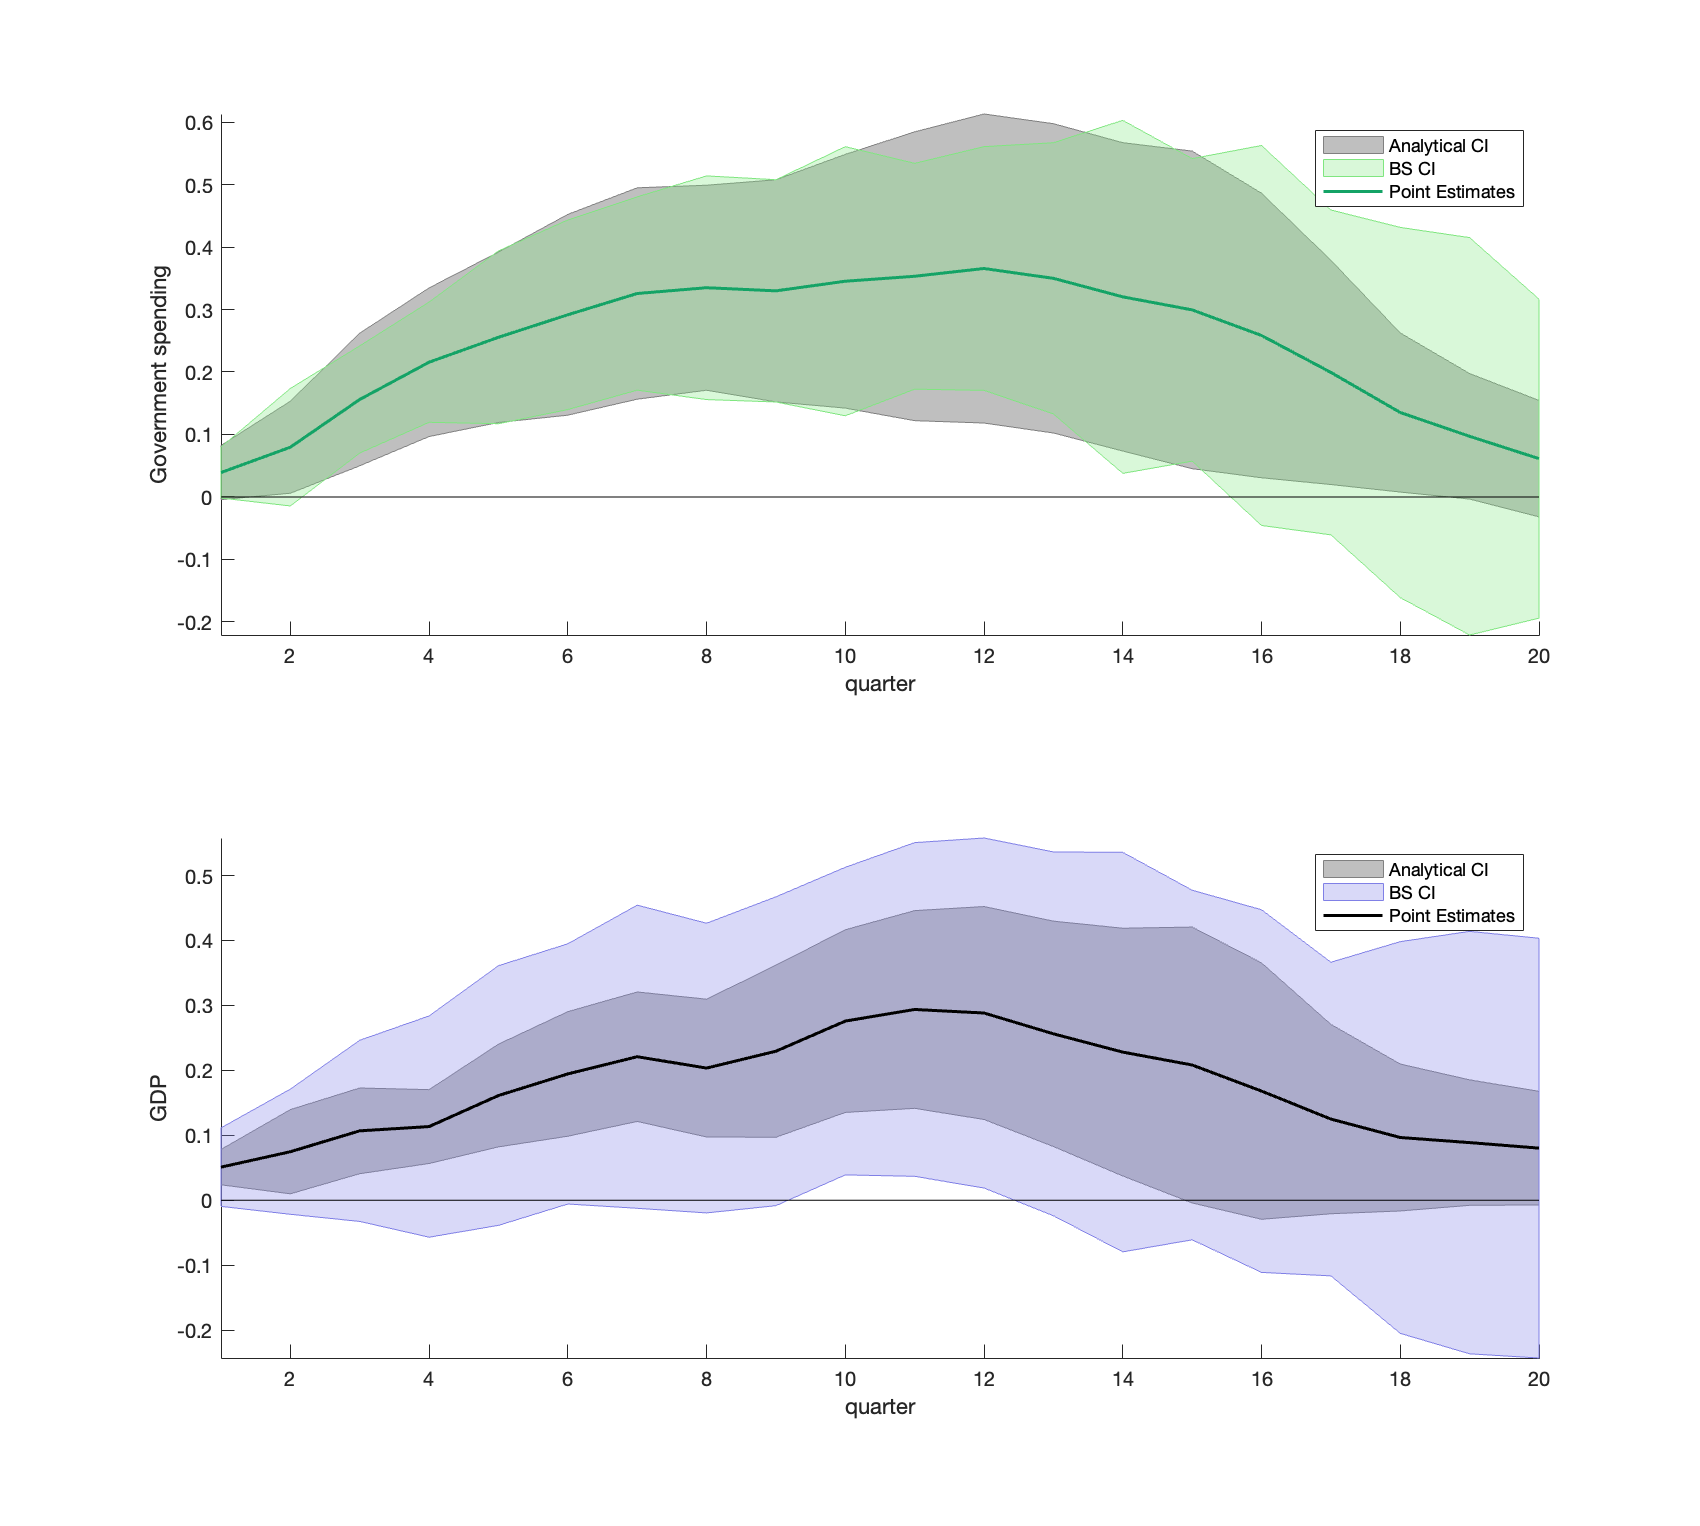 0.6
0.5
0.4
0.3
0.2
0.1
0
-0.1
-0.2
Government spending
Analytical CI
BS CI
Point Estimates
2 4 6 8 10 12 14 16 18 20
quarter
0.5
0.4
0.3
0.2
0.1
0
-0.1
-0.2
GDP
Analytical CI
BS CI
Point Estimates
2 4 6 8 10 12 14 16 18 20
quarter